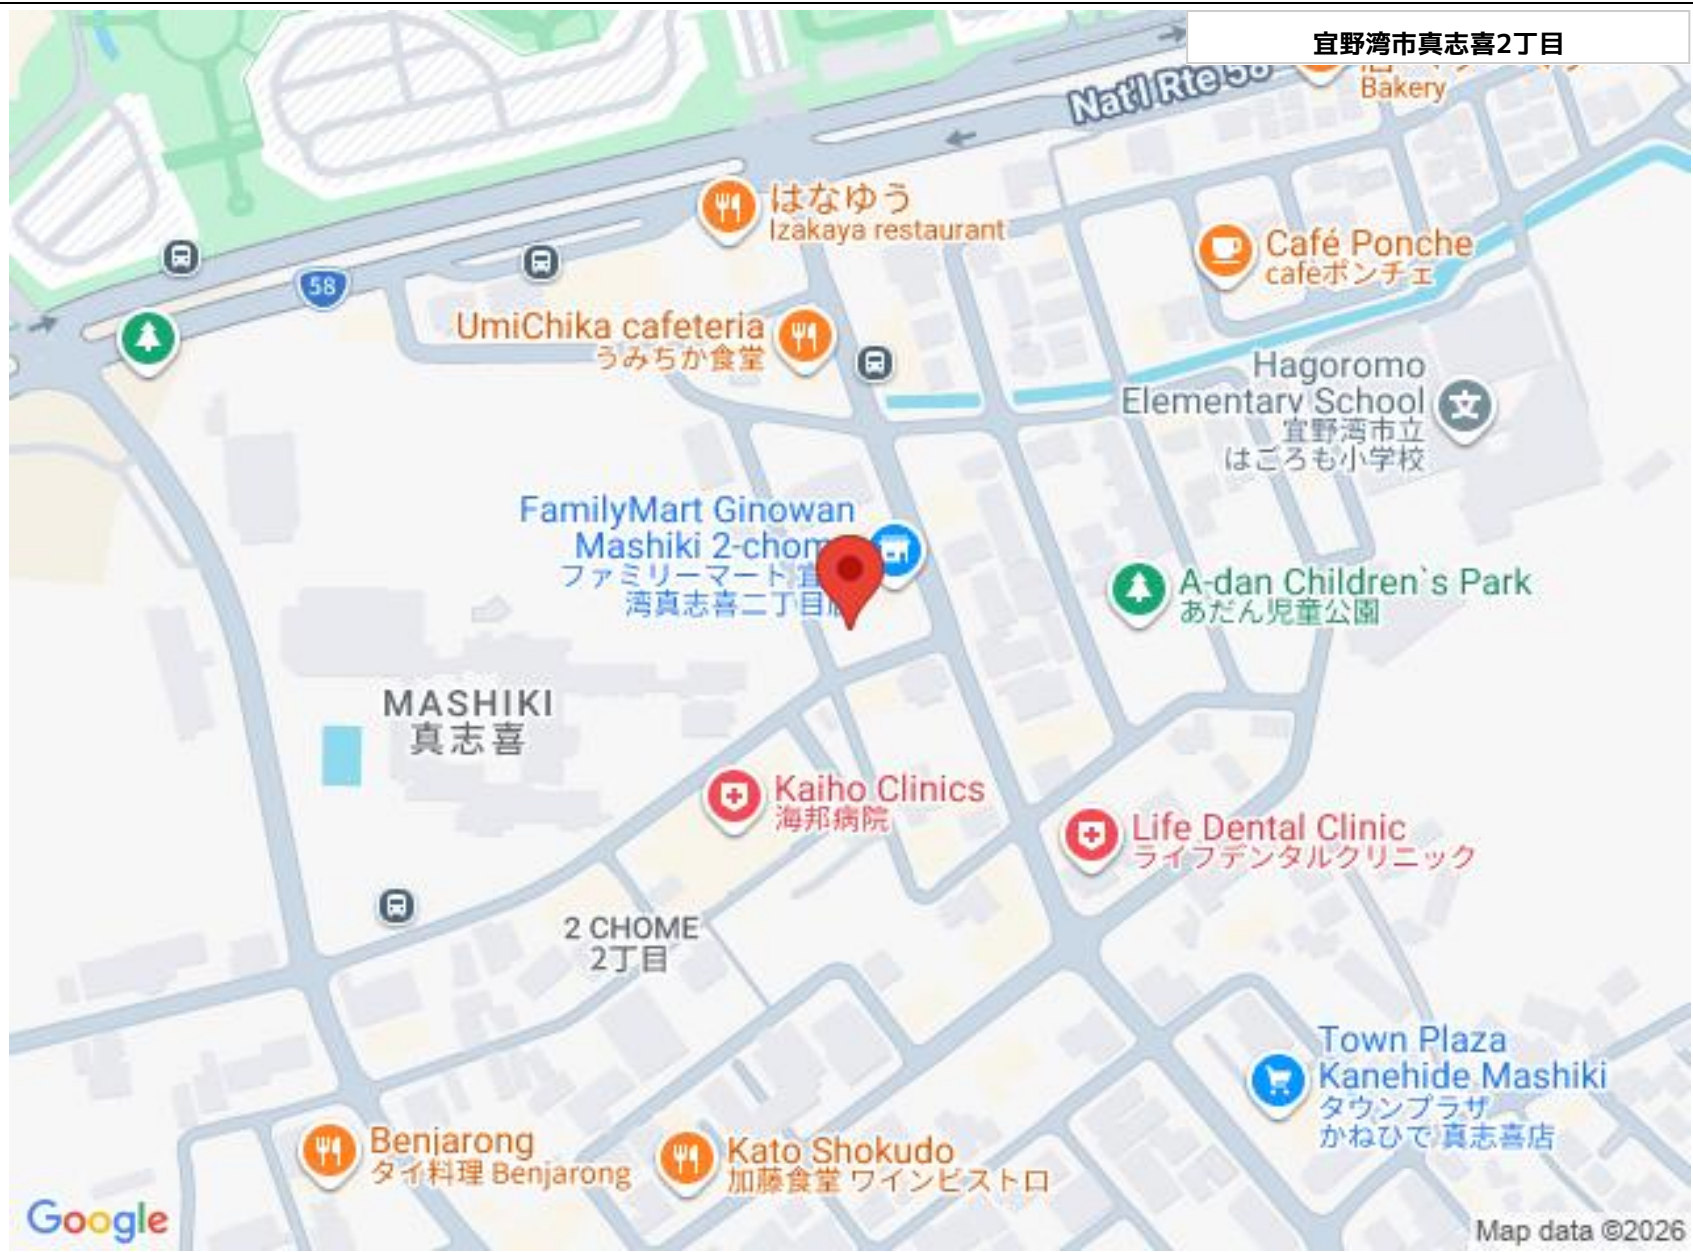 宜野湾市真志喜2丁目
Nat'l Rte 58
Bakery
はなゆう
Izakaya restaurant
Café Ponche
cafeポンチェ
58
UmiChika cafeteria
うみちか食堂
Hagoromo
Elementary School
宜野湾市立
はごろも小学校
FamilyMart Ginowan
Mashiki 2-chom
ファミリーマート 宜
湾真志喜二丁目店
A-dan Children`s Park
あだん児童公園
MASHIKI
真志喜
Kaiho Clinics
海邦病院
Life Dental Clinic
ライフデンタルクリニック
2 CHOME
2丁目
Town Plaza
Kanehide Mashiki
タウンプラザ
かねひで 真志喜店
Benjarong
タイ料理 Benjarong
Kato Shokudo
加藤食堂 ワインビストロ
Google
Map data ©2026